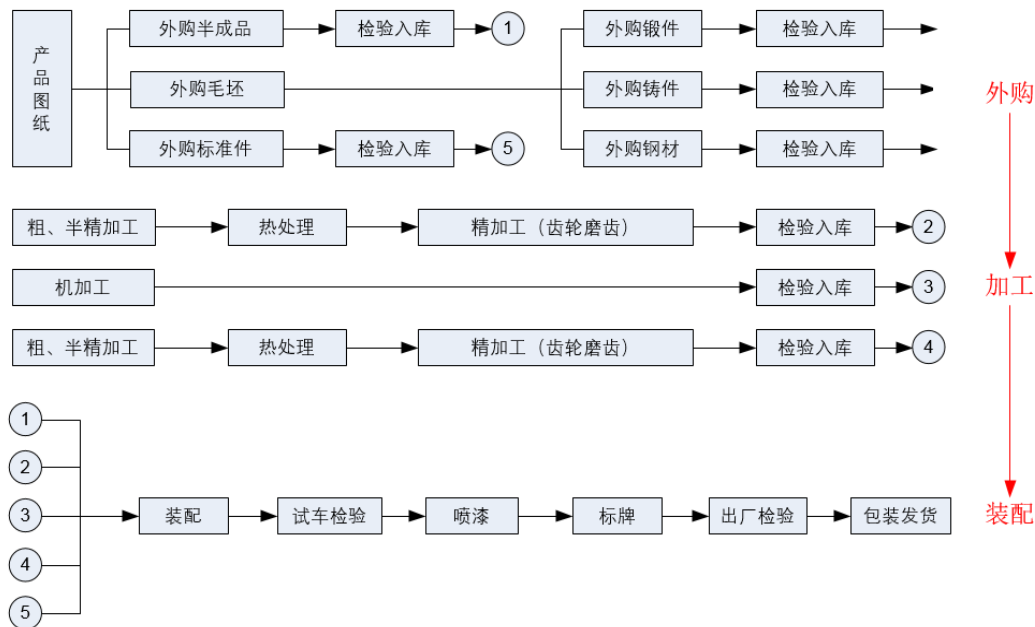 产品图纸
外购半成品
检验入库
1
外购锻件
检验入库
外购毛坯
外购铸件
检验入库
外购
外购标准件
检验入库
5
外购钢材
检验入库
粗、半精加工
热处理
精加工（齿轮磨齿）
检验入库
2
机加工
检验入库
3
加工
粗、半精加工
热处理
精加工（齿轮磨齿）
检验入库
4
1
2
3
装配
试车检验
喷漆
标牌
出厂检验
包装发货
装配
4
5